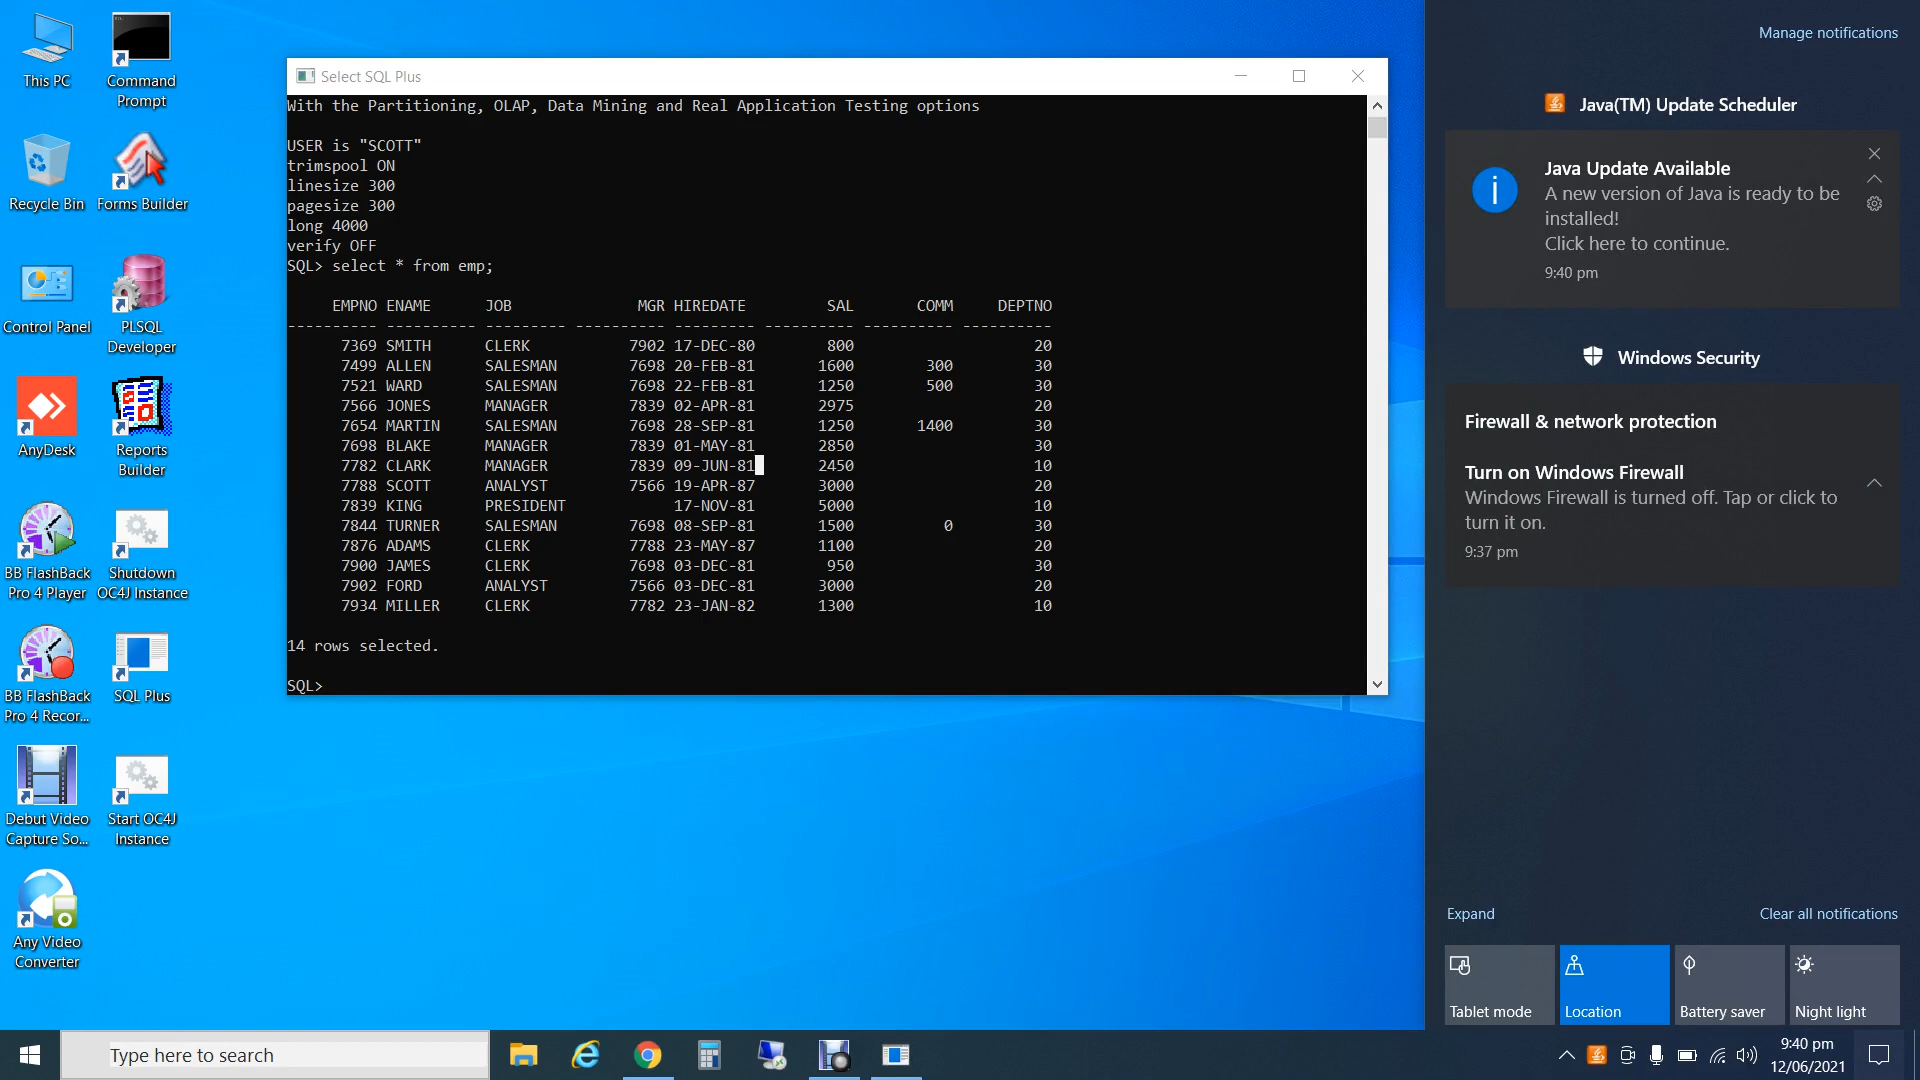 This PC
Command
Prompt
Recycle Bin
Forms Builder
Control Panel
PLSQL
Developer
AnyDesk
Reports
Builder
BB FlashBack
Pro 4 Player
Shutdown
OC4J Instance
BB FlashBack
Pro 4 Recor...
SQL Plus
Debut Video
Capture So...
Start OC4J
Instance
Any Video
Converter
Select SQL Plus
With the Partitioning, OLAP, Data Mining and Real Application Testing options
USER is "SCOTT"
trimspool ON
linesize 300
pagesize 300
long 4000
verify OFF
SQL> select * from emp;
EMPNO ENAME JOB MGR HIREDATE SAL COMM DEPTNO
---------- ---------- --------- ---------- --------- ---------- ---------- ----------
7369 SMITH CLERK 7902 17-DEC-80 800 20
7499 ALLEN SALESMAN 7698 20-FEB-81 1600 300 30
7521 WARD SALESMAN 7698 22-FEB-81 1250 500 30
7566 JONES MANAGER 7839 02-APR-81 2975 20
7654 MARTIN SALESMAN 7698 28-SEP-81 1250 1400 30
7698 BLAKE MANAGER 7839 01-MAY-81 2850 30
7782 CLARK MANAGER 7839 09-JUN-81 2450 10
7788 SCOTT ANALYST 7566 19-APR-87 3000 20
7839 KING PRESIDENT 17-NOV-81 5000 10
7844 TURNER SALESMAN 7698 08-SEP-81 1500 0 30
7876 ADAMS CLERK 7788 23-MAY-87 1100 20
7900 JAMES CLERK 7698 03-DEC-81 950 30
7902 FORD ANALYST 7566 03-DEC-81 3000 20
7934 MILLER CLERK 7782 23-JAN-82 1300 10
14 rows selected.
SQL>
Manage notifications
Java(TM) Update Scheduler
Java Update Available
A new version of Java is ready to be
installed!
Click here to continue.
9:40 pm
Windows Security
Firewall & network protection
Turn on Windows Firewall
Windows Firewall is turned off. Tap or click to
turn it on.
9:37 pm
Expand
Clear all notifications
Tablet mode
Location
Battery saver
Night light
Type here to search
9:40 pm
12/06/2021